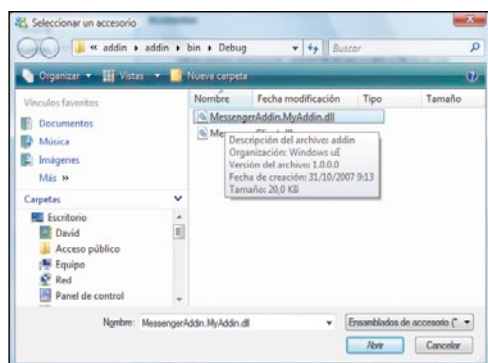 Seleccionar un accesorio
« addin ▸ addin ▸ bin ▸ Debug
Buscar
Organizar
Vistas
Nueva carpeta
Vínculos favoritos
Documentos
Música
Imágenes
Más »
Carpetas
Escritorio
David
Acceso público
Equipo
Red
Panel de control
Nombre Fecha modificación Tipo Tamaño
MessengerAddin.MyAddin.dll
Descripción del archivo: addin
Organización: Windows uE
Versión del archivo: 1.0.0.0
Fecha de creación: 31/10/2007 9:13
Tamaño: 20,0 KB
Nombre: MessengerAddin.MyAddin.dll
Ensamblados de accesorio (*
Abrir
Cancelar